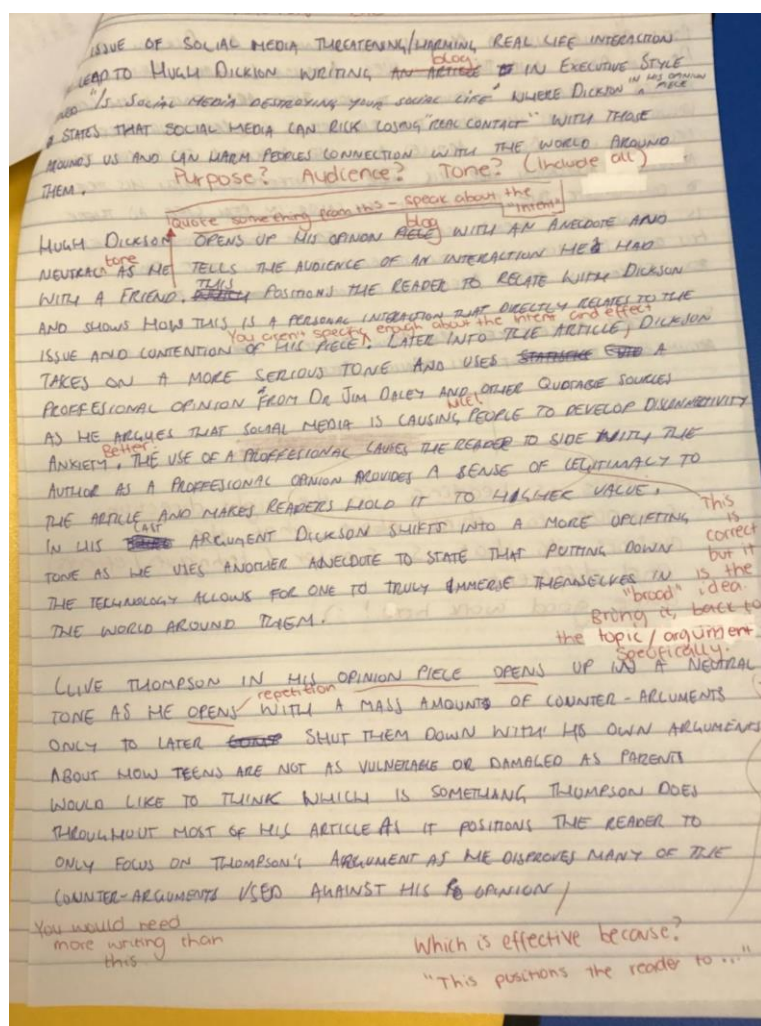 ISSUE OF SOCIAL MEDIA THREATENING/HARMING REAL LIFE INTERACTION
blog
LEAD TO HUGH DICKION WRITING AN ARTICLE IN EXECUTIVE STYLE
"IS SOCIAL MEDIA DESTROYING YOUR SOCIAL LIFE" WHERE DICKSON IN HIS OPINION PIECE
STATES THAT SOCIAL MEDIA CAN RISK LOSING "REAL CONTACT" WITH THOSE
AROUND US AND CAN HARM PEOPLES CONNECTION WITH THE WORLD AROUND
THEM.
Purpose? Audience? Tone? (include all)
Quote something from this - speak about the "intent"
blog
HUGH DICKSON OPENS UP HIS OPINON PIECE WITH AN ANECDOTE AND
tone
NEUTRAL AS HE TELLS THE AUDIENCE OF AN INTERACTION HE HAD
WITH A FRIEND. THIS POSITIONS THE READER TO RELATE WITH DICKSON
AND SHOWS HOW THIS IS A PERSONAL INTERACTION THAT DIRECTLY RELATES TO THE
You aren't specific enough about the intent and effect
ISSUE AND CONTENTION OF HIS PIECE. LATER INTO THE ARTICLE, DICKSON
TAKES ON A MORE SERIOUS TONE AND USES A
PROFFESIONAL OPINION FROM DR JIM DALEY AND OTHER QUOTABLE SOURCES
Nice!
AS HE ARGUES THAT SOCIAL MEDIA IS CAUSING PEOPLE TO DEVELOP DISCONNECTIVITY
Better.
ANXIETY. THE USE OF A PROFFESIONAL CAUSES THE READER TO SIDE WITH THE
AUTHOR AS A PROFFESIONAL OPINION PROVIDES A SENSE OF LEGITIMACY TO
THE ARTICLE AND MAKES READERS HOLD IT TO HIGHER VALUE.
This is correct but it is the "broad" idea. Bring it back to the topic/argument specifically.
IN HIS LAST ARGUMENT DICKSON SHIFTS INTO A MORE UPLIFTING
TONE AS HE USES ANOTHER ANECDOTE TO STATE THAT PUTTING DOWN
THE TECHNOLOGY ALLOWS FOR ONE TO TRULY IMMERSE THEMSELVES IN
THE WORLD AROUND THEM.
CLIVE THOMPSON IN HIS OPINION PIECE OPENS UP IN A NEUTRAL
repetition
TONE AS HE OPENS WITH A MASS AMOUNT OF COUNTER-ARGUMENTS
ONLY TO LATER SHUT THEM DOWN WITH HIS OWN ARGUMENTS
ABOUT HOW TEENS ARE NOT AS VULNERABLE OR DAMAGED AS PARENTS
WOULD LIKE TO THINK WHICH IS SOMETHING THOMPSON DOES
THROUGHOUT MOST OF HIS ARTICLE AS IT POSITIONS THE READER TO
ONLY FOCUS ON THOMPSON'S ARGUMENT AS HE DISPROVES MANY OF THE
COUNTER-ARGUMENTS USED AGAINST HIS OPINION
You would need more writing than this
Which is effective because?
"This positions the reader to..."